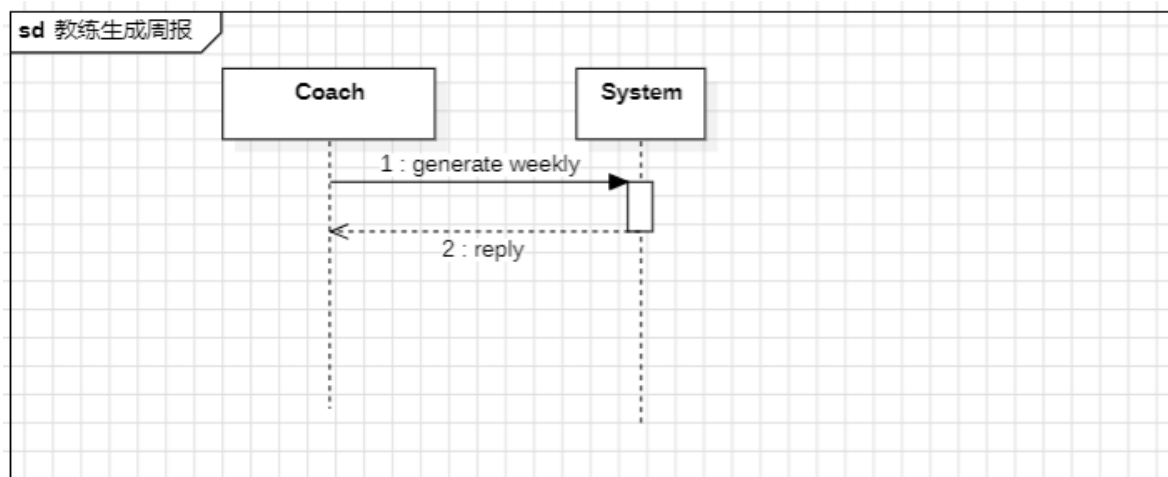 sd 教练生成周报
Coach
System
1 : generate weekly
2 : reply